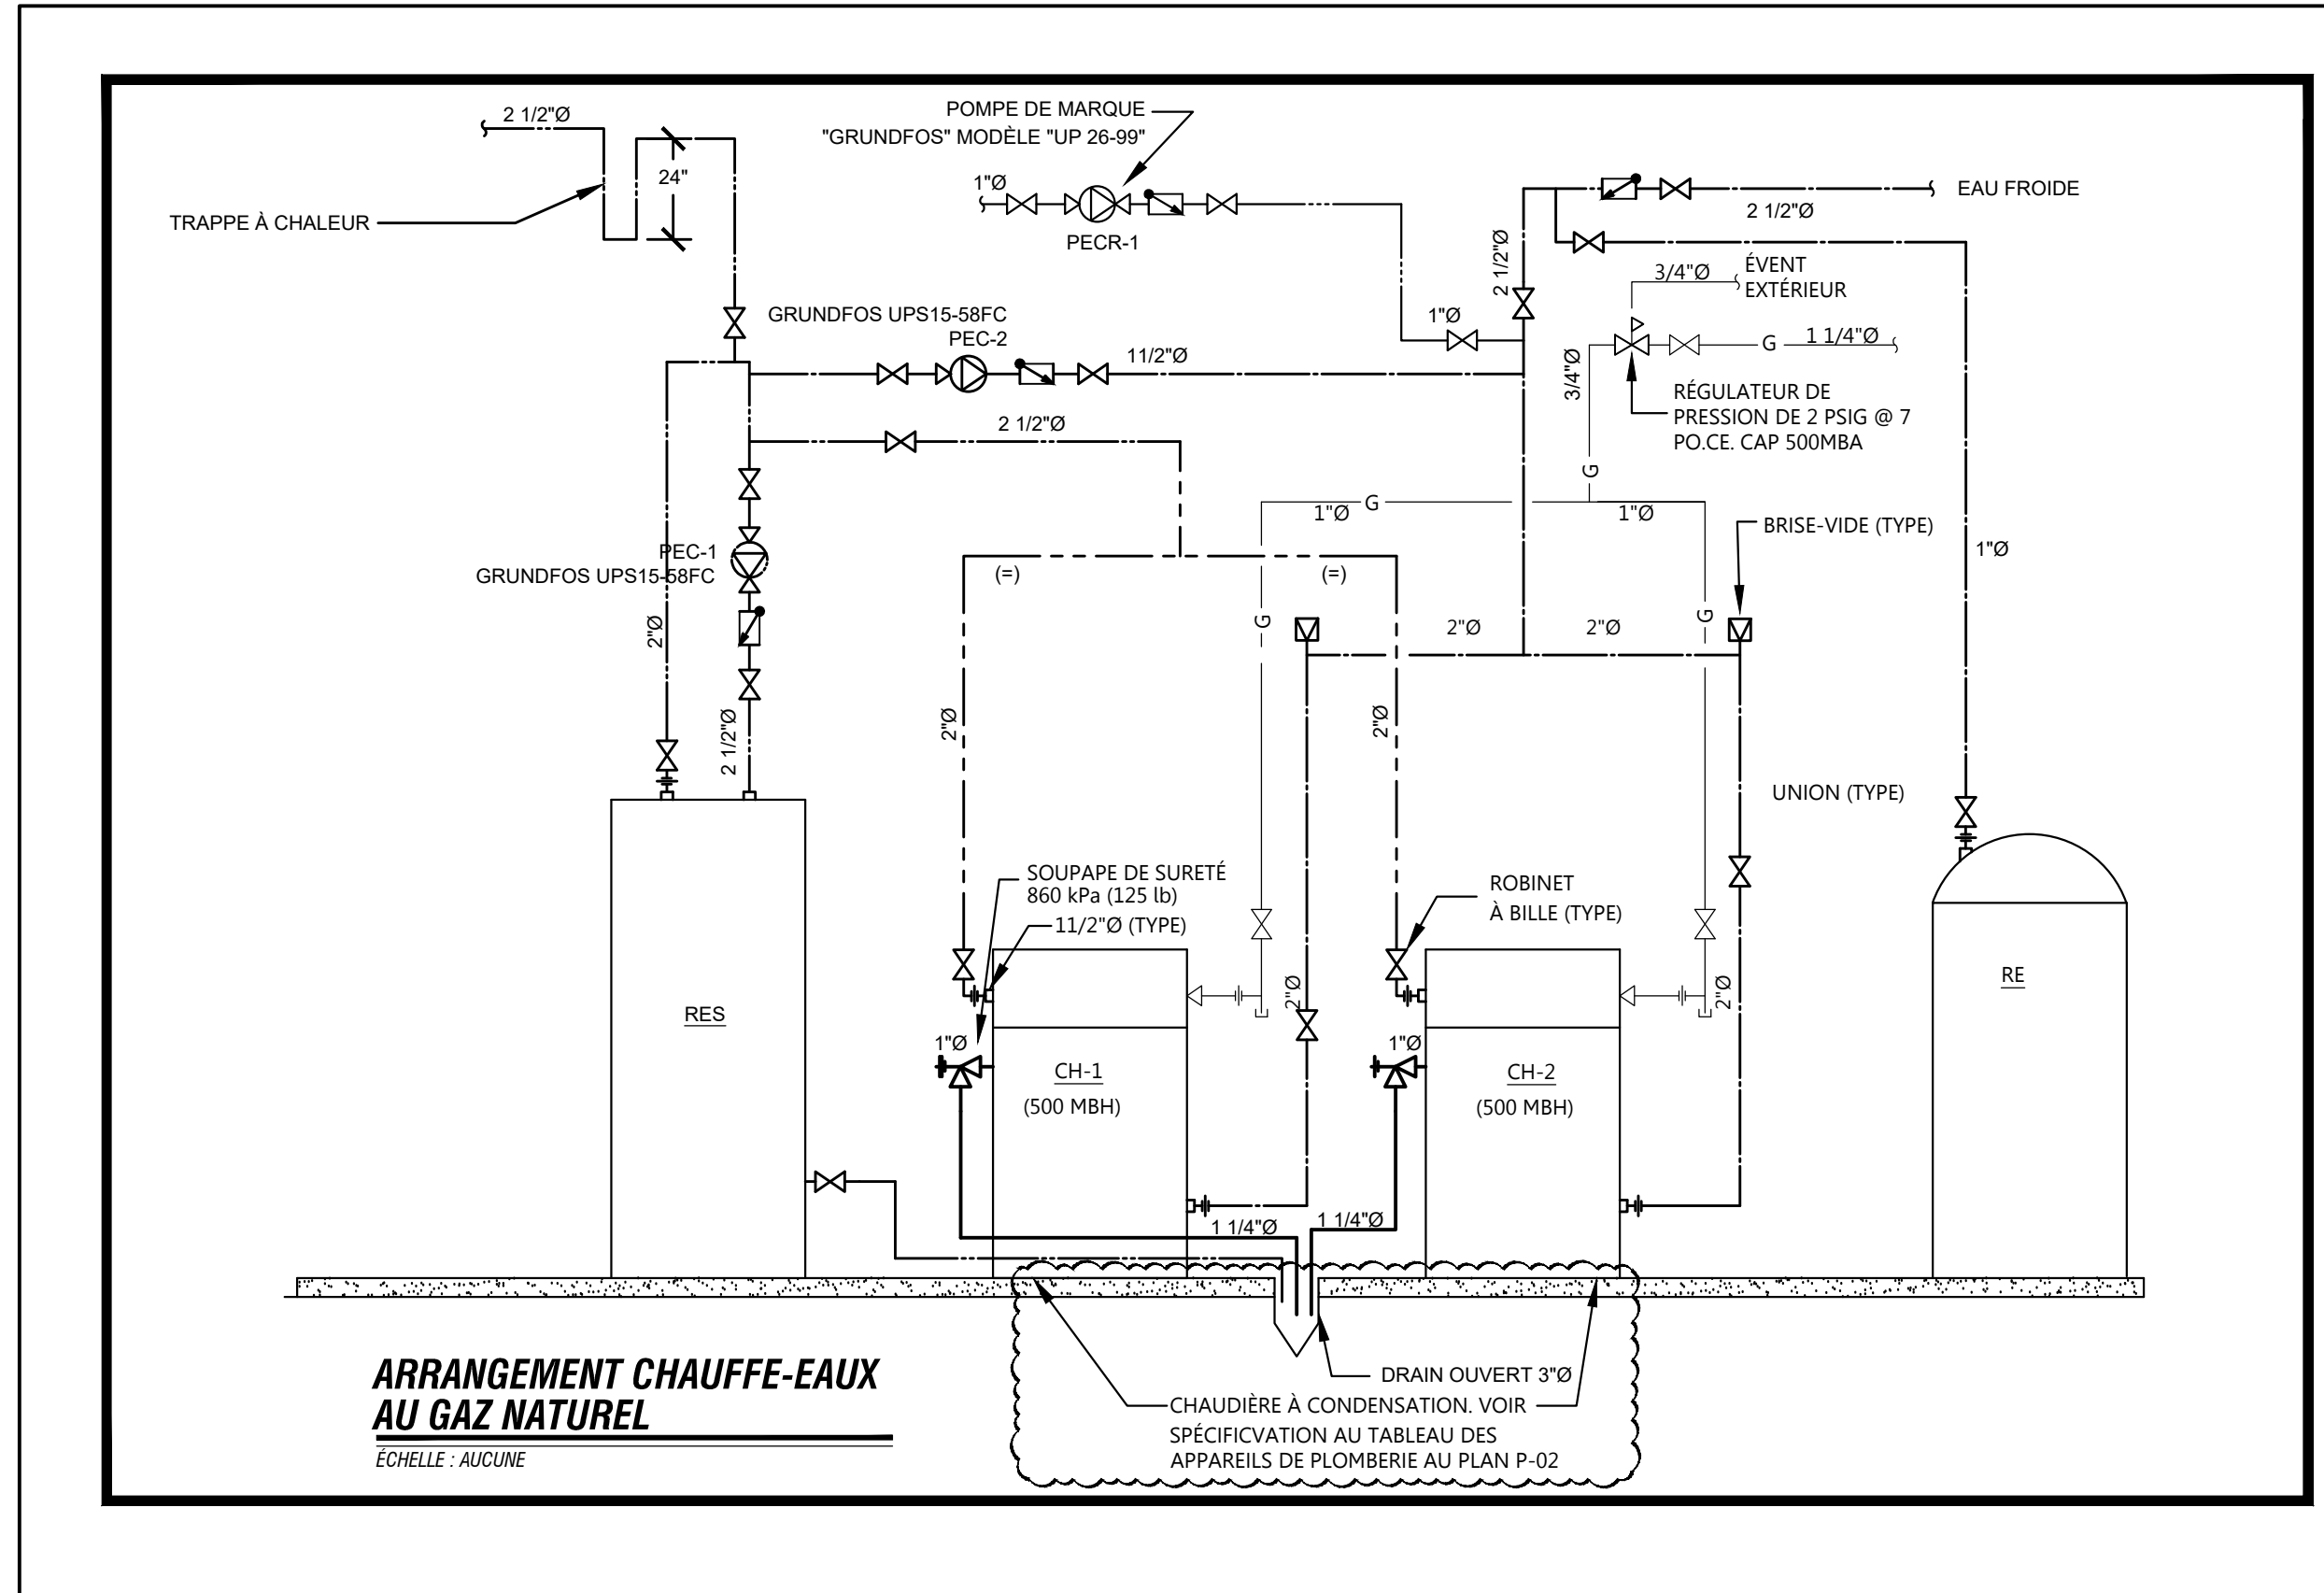 2 1/2"Ø
24"
TRAPPE À CHALEUR
POMPE DE MARQUE
"GRUNDFOS" MODÈLE "UP 26-99"
1"Ø
PECR-1
EAU FROIDE
2 1/2"Ø
2 1/2"Ø
3/4"Ø
ÉVENT
EXTÉRIEUR
GRUNDFOS UPS15-58FC
PEC-2
11/2"Ø
1"Ø
G
1 1/4"Ø
3/4"Ø
RÉGULATEUR DE
PRESSION DE 2 PSIG @ 7
PO.CE. CAP 500MBA
2 1/2"Ø
G
1"Ø
G
1"Ø
BRISE-VIDE (TYPE)
1"Ø
PEC-1
GRUNDFOS UPS15-58FC
(=)
(=)
G
G
2"Ø
2"Ø
2"Ø
2"Ø
2"Ø
2 1/2"Ø
UNION (TYPE)
SOUPAPE DE SURETÉ
860 kPa (125 lb)
11/2"Ø (TYPE)
ROBINET
À BILLE (TYPE)
2"Ø
2"Ø
RES
RE
1"Ø
1"Ø
CH-1
(500 MBH)
CH-2
(500 MBH)
1 1/4"Ø
1 1/4"Ø
DRAIN OUVERT 3"Ø
CHAUDIÈRE À CONDENSATION. VOIR
SPÉCIFICVATION AU TABLEAU DES
APPAREILS DE PLOMBERIE AU PLAN P-02
ARRANGEMENT CHAUFFE-EAUX
AU GAZ NATUREL
ÉCHELLE : AUCUNE